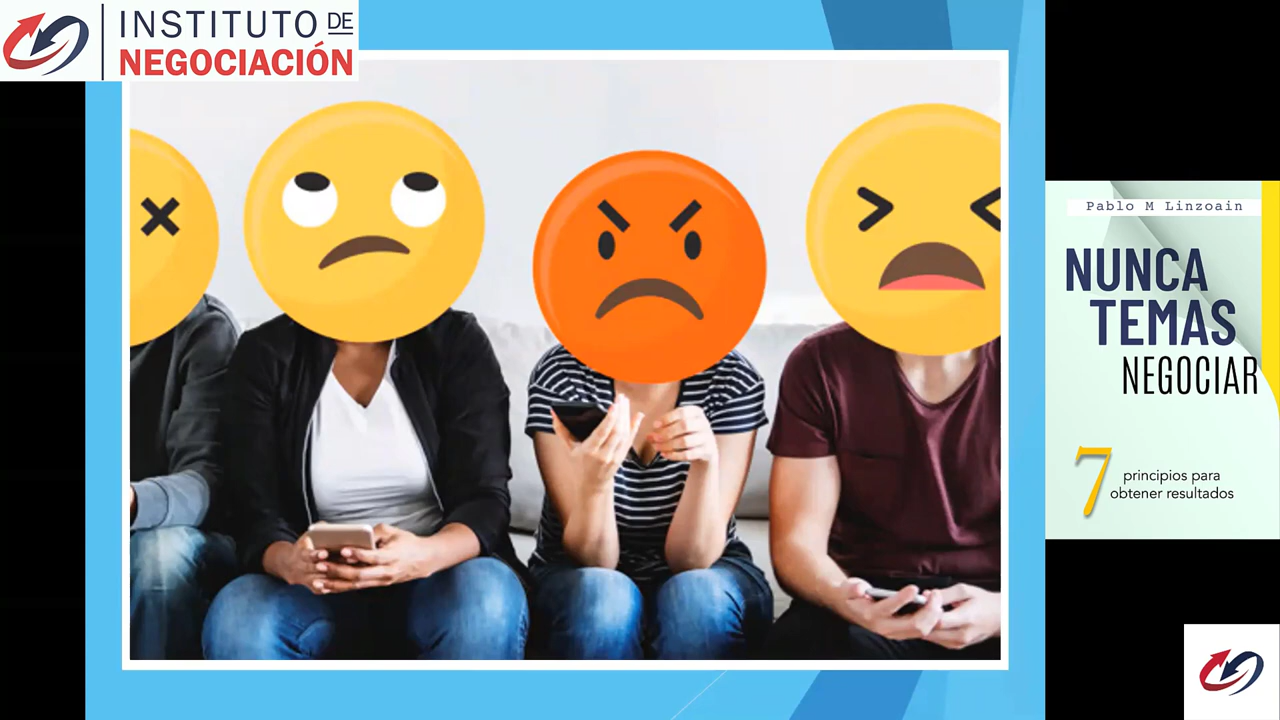 INSTITUTO DE
NEGOCIACIÓN
Pablo M Linzoain
NUNCA
TEMAS
NEGOCIAR
7 principios para
obtener resultados